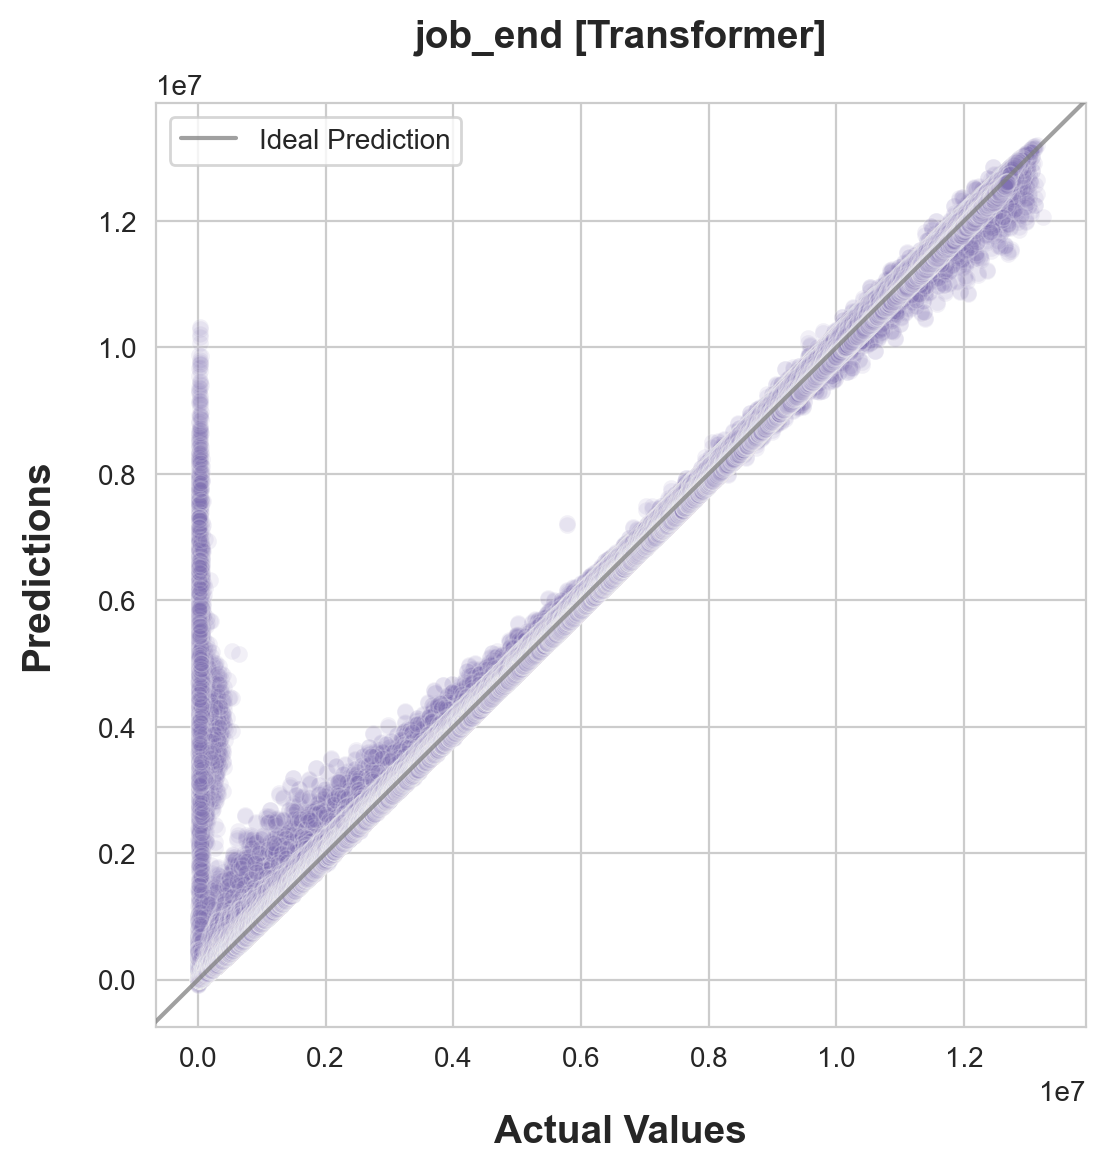 job_end [Transformer]
1e7
Ideal Prediction
1.2
1.0
0.8
0.6
0.4
0.2
0.0
Predictions
0.0 0.2 0.4 0.6 0.8 1.0 1.2
1e7
Actual Values